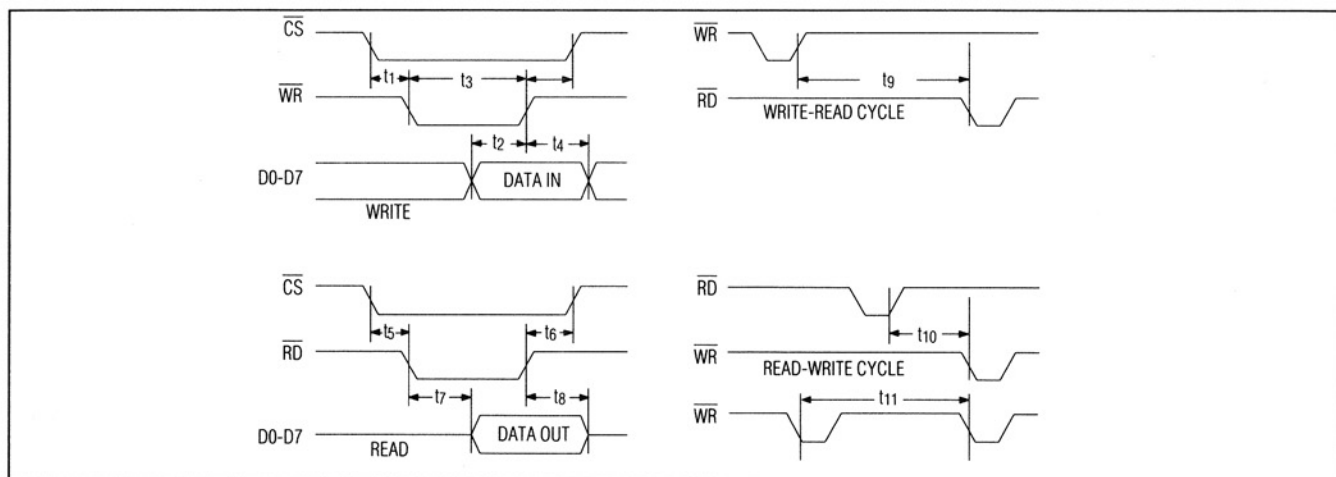 CS
t1
t3
WR
t2
t4
D0-D7
DATA IN
WRITE
WR
t9
RD
WRITE-READ CYCLE
CS
t5
t6
RD
t7
t8
D0-D7
DATA OUT
READ
RD
t10
WR
READ-WRITE CYCLE
t11
WR